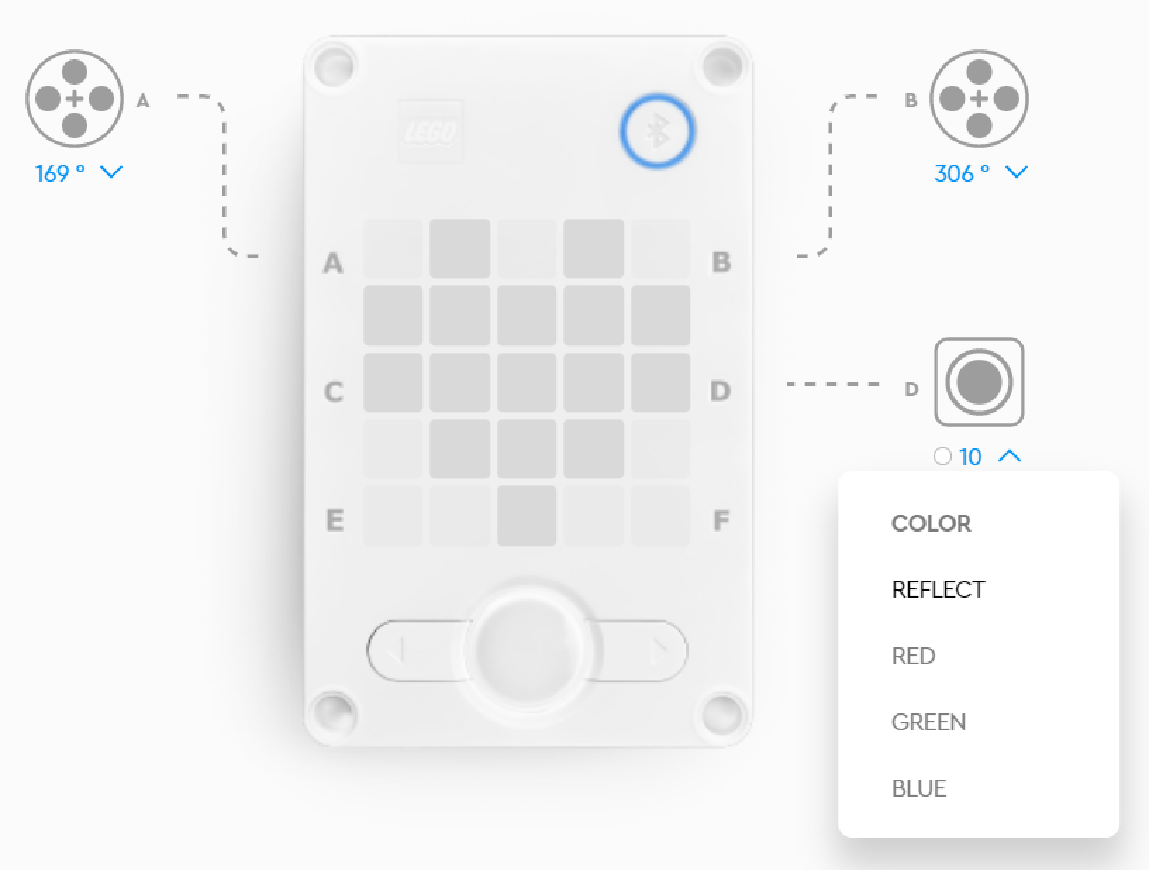 LEGO
A
B
169 °
306 °
A
B
C
D
D
10
E
F
COLOR
REFLECT
RED
GREEN
BLUE